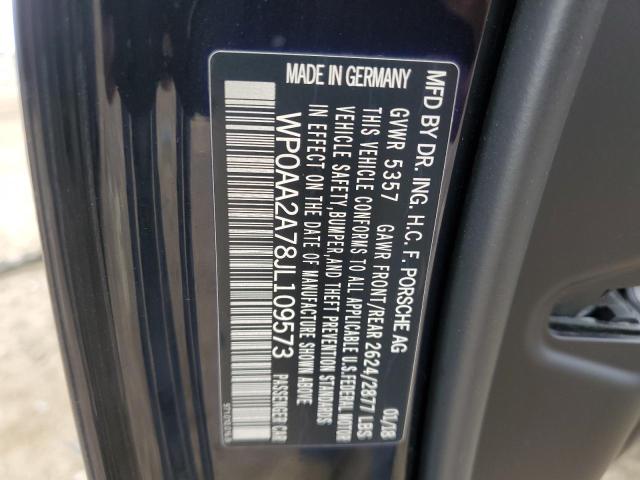 MFD BY DR. ING. H.C. F. PORSCHE AG
GVWR 5357 GAWR FRONT/REAR 2624/2877 LBS 01/18
THIS VEHICLE CONFORMS TO ALL APPLICABLE U.S.FEDERAL MOTOR
VEHICLE SAFETY,BUMPER,AND THEFT PREVENTION STANDARDS
IN EFFECT ON THE DATE OF MANUFACTURE SHOWN ABOVE
WP0AA2A78JL109573 PASSENGER CAR
MADE IN GERMANY